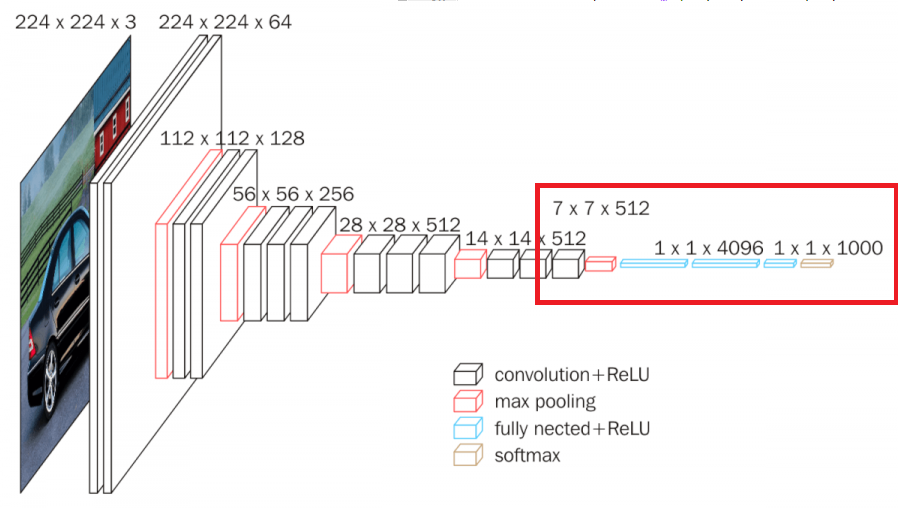 224 x 224 x 3
224 x 224 x 64
112 x 112 x 128
56 x 56 x 256
28 x 28 x 512
14 x 14 x 512
7 x 7 x 512
1 x 1 x 4096
1 x 1 x 1000
convolution+ReLU
max pooling
fully nected+ReLU
softmax